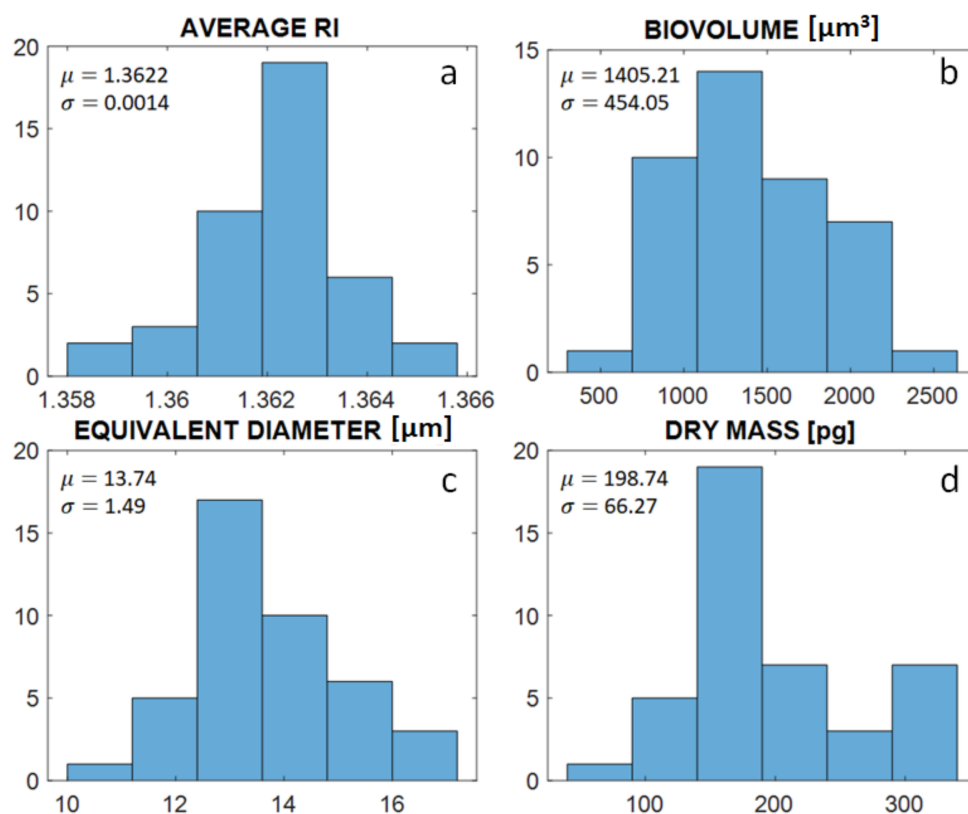 AVERAGE RI
a
μ = 1.3622
σ = 0.0014
20
15
10
5
0
1.358 1.36 1.362 1.364 1.366
BIOVOLUME [μm³]
b
μ = 1405.21
σ = 454.05
15
10
5
0
500 1000 1500 2000 2500
EQUIVALENT DIAMETER [μm]
c
μ = 13.74
σ = 1.49
20
15
10
5
0
10 12 14 16
DRY MASS [pg]
d
μ = 198.74
σ = 66.27
20
15
10
5
0
100 200 300